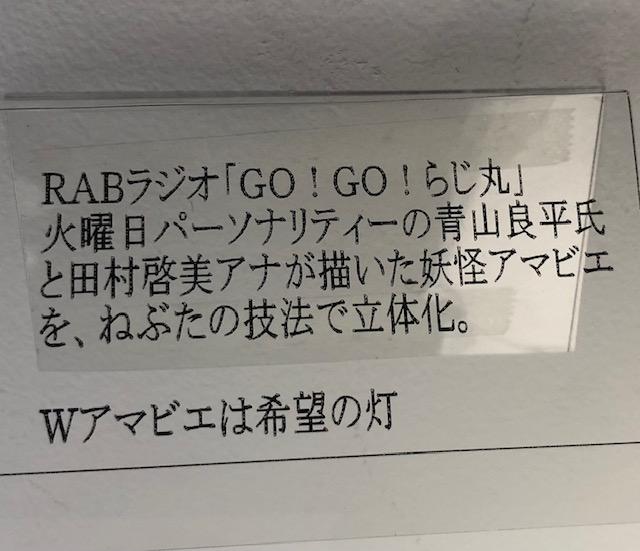 RABラジオ「GO！GO！らじ丸」
火曜日パーソナリティーの青山良平氏
と田村啓美アナが描いた妖怪アマビエ
を、ねぶたの技法で立体化。
Wアマビエは希望の灯